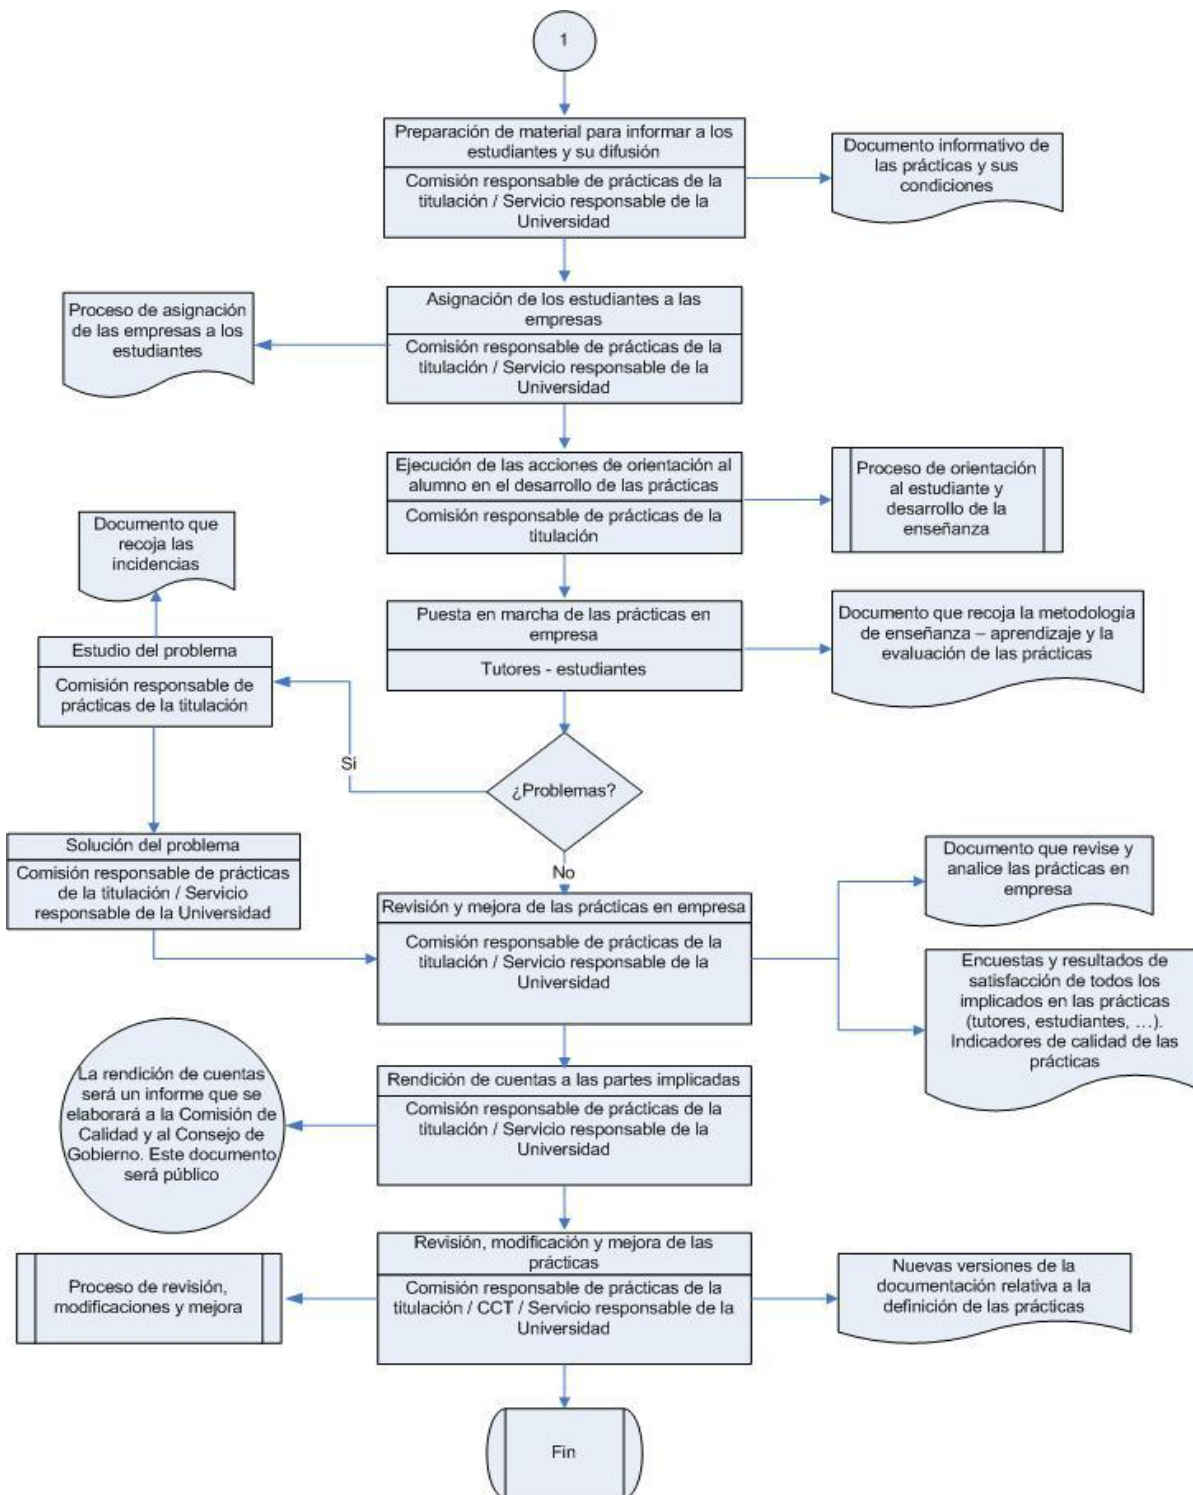 1
Preparación de material para informar a los
estudiantes y su difusión
Comisión responsable de prácticas de la
titulación / Servicio responsable de la
Universidad
Documento informativo de
las prácticas y sus
condiciones
Asignación de los estudiantes a las
empresas
Comisión responsable de prácticas de la
titulación / Servicio responsable de la
Universidad
Proceso de asignación
de las empresas a los
estudiantes
Ejecución de las acciones de orientación al
alumno en el desarrollo de las prácticas
Comisión responsable de prácticas de la
titulación
Proceso de orientación
al estudiante y
desarrollo de la
enseñanza
Documento que
recoja las
incidencias
Puesta en marcha de las prácticas en
empresa
Tutores - estudiantes
Documento que recoja la metodología
de enseñanza – aprendizaje y la
evaluación de las prácticas
Estudio del problema
Comisión responsable de
prácticas de la titulación
Si
¿Problemas?
No
Solución del problema
Comisión responsable de prácticas
de la titulación / Servicio
responsable de la Universidad
Revisión y mejora de las prácticas en empresa
Comisión responsable de prácticas de la
titulación / Servicio responsable de la
Universidad
Documento que revise y
analice las prácticas en
empresa
Encuestas y resultados de
satisfacción de todos los
implicados en las prácticas
(tutores, estudiantes, …).
Indicadores de calidad de las
prácticas
Rendición de cuentas a las partes implicadas
Comisión responsable de prácticas de la
titulación / Servicio responsable de la
Universidad
La rendición de cuentas
será un informe que se
elaborará a la Comisión de
Calidad y al Consejo de
Gobierno. Este documento
será público
Revisión, modificación y mejora de las
prácticas
Comisión responsable de prácticas de la
titulación / CCT / Servicio responsable de la
Universidad
Proceso de revisión,
modificaciones y mejora
Nuevas versiones de la
documentación relativa a la
definición de las prácticas
Fin